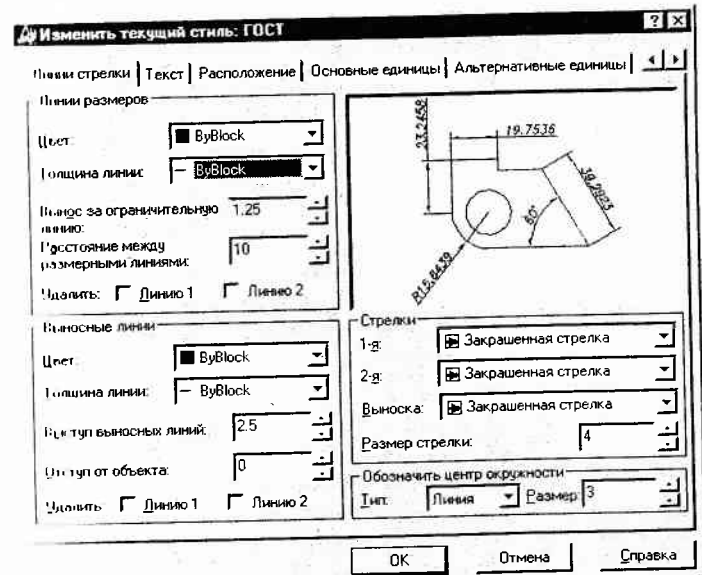 Изменить текущий стиль: ГОСТ
Линии стрелки
Текст
Расположение
Основные единицы
Альтернативные единицы
Линии размеров
Цвет:
ByBlock
Толщина линии:
ByBlock
Вынос за ограничительную
линию:
1.25
Расстояние между
размерными линиями:
10
Удалить:
Линию 1
Линию 2
23,2458
19.7536
39.2923
60°
R15.8439
Выносные линии
Цвет:
ByBlock
Толщина линии:
ByBlock
Выступ выносных линий:
2.5
Отступ от объекта:
0
Удалить
Линию 1
Линию 2
Стрелки
1-я:
Закрашенная стрелка
2-я:
Закрашенная стрелка
Выноска:
Закрашенная стрелка
Размер стрелки:
4
Обозначить центр окружности
Тип:
Линия
Размер
3
OK
Отмена
Справка